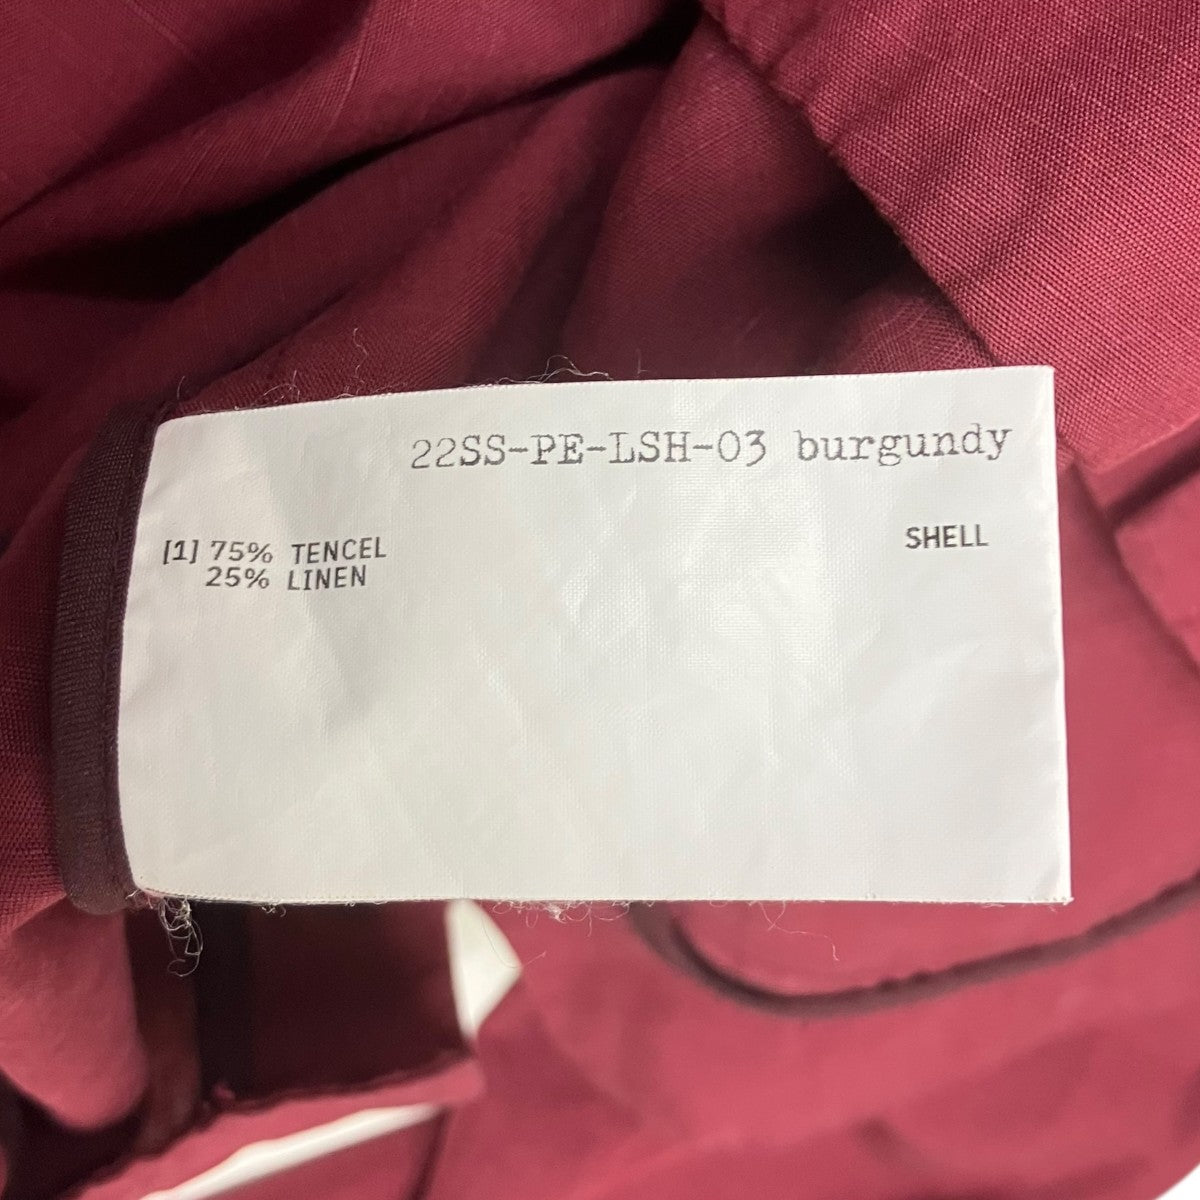 22SS-PE-LSH-03 burgundy
[1] 75% TENCEL SHELL
25% LINEN